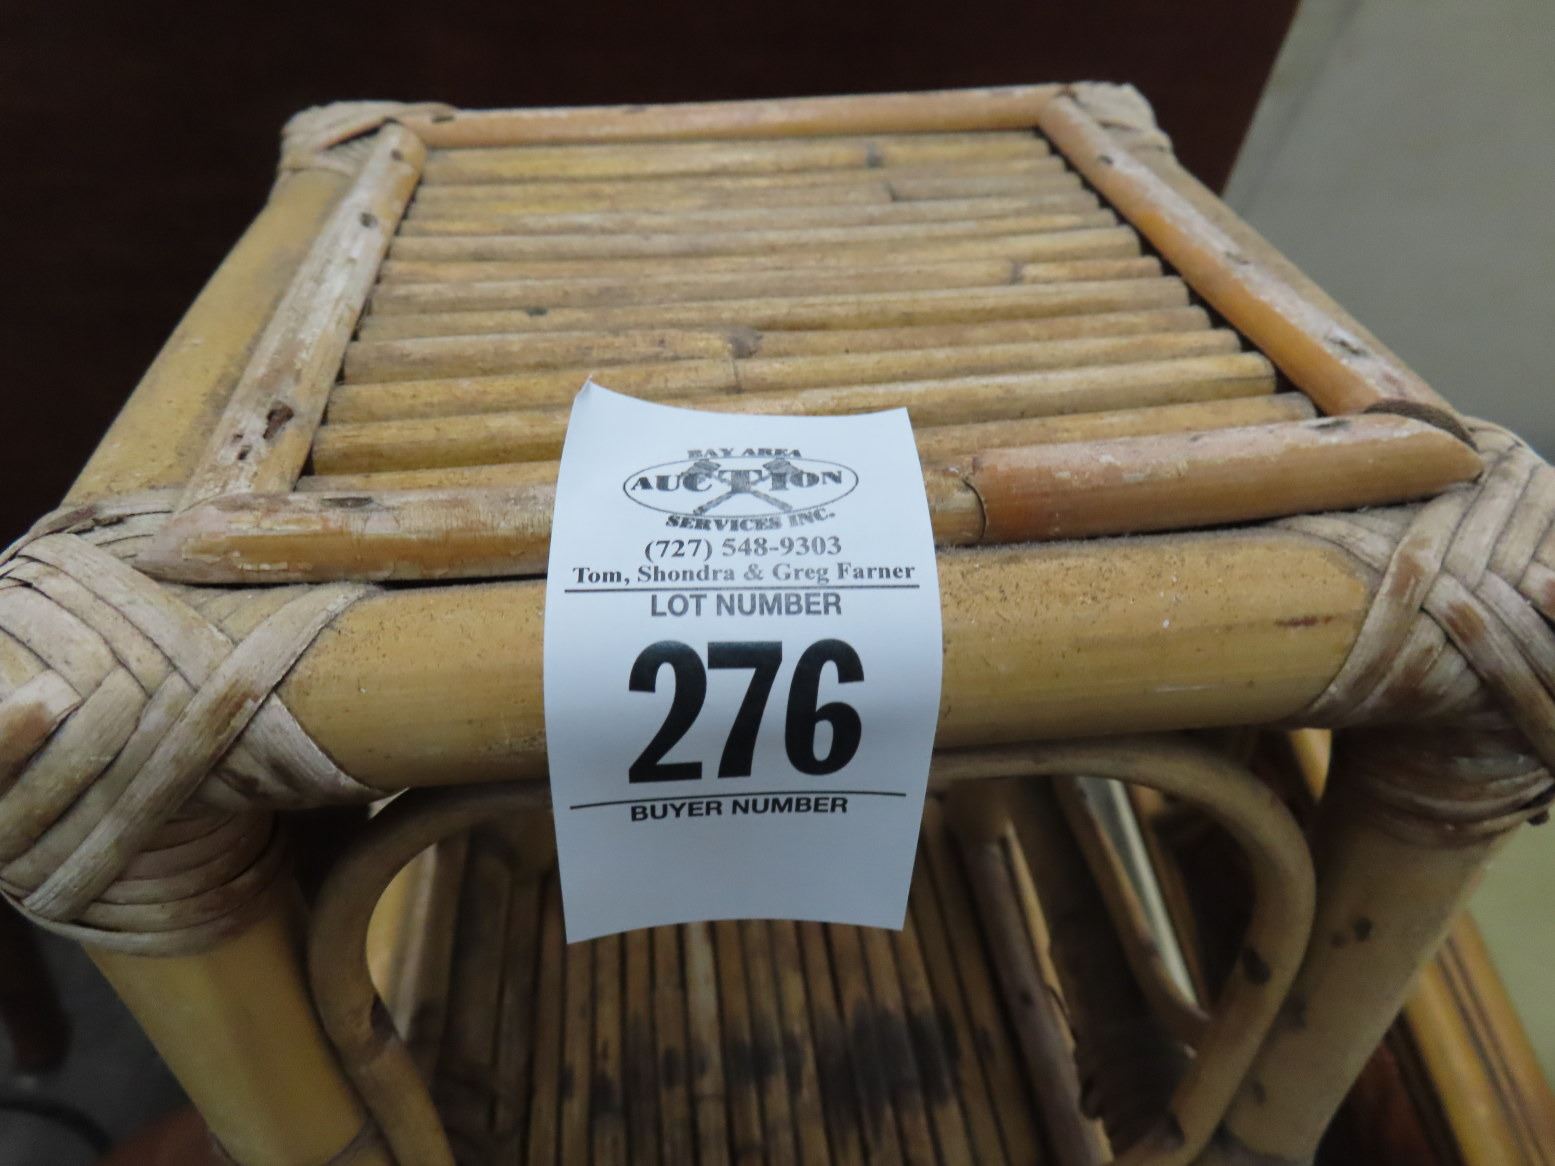 BAY AREA
AUCTION
SERVICES INC.
(727) 548-9303
Tom, Shondra & Greg Farner
LOT NUMBER
276
BUYER NUMBER